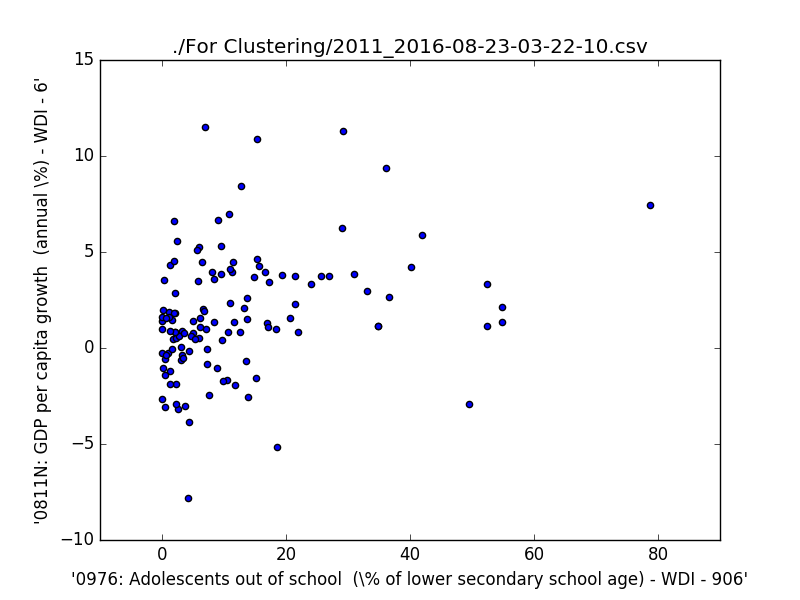 ./For Clustering/2011_2016-08-23-03-22-10.csv
'0811N: GDP per capita growth  (annual \%) - WDI - 6'
15
10
5
0
−5
−10
0 20 40 60 80
'0976: Adolescents out of school  (\% of lower secondary school age) - WDI - 906'